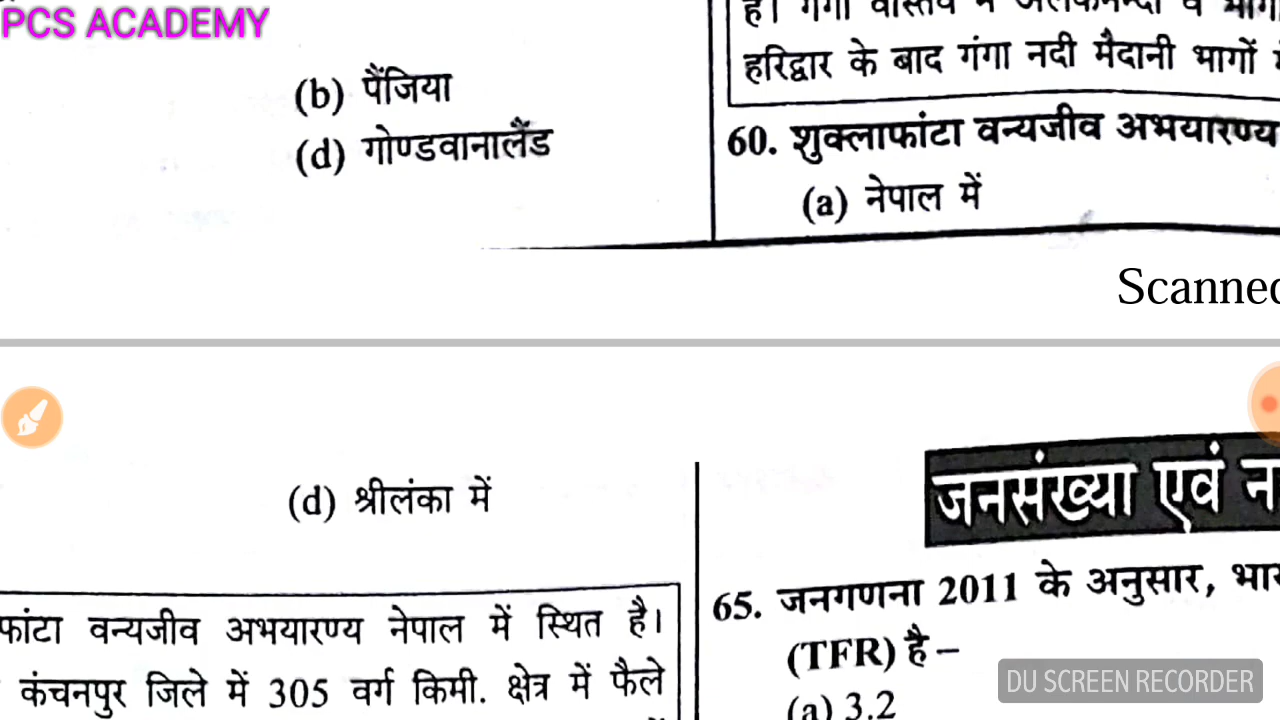 PCS ACADEMY
(b) पैंजिया
(d) गोण्डवानालैंड
हरिद्वार के बाद गंगा नदी मैदानी भागों
60. शुक्लाफांटा वन्यजीव अभयारण्य
(a) नेपाल में
Scanned
(d) श्रीलंका में
फांटा वन्यजीव अभयारण्य नेपाल में स्थित है।
कंचनपुर जिले में 305 वर्ग किमी. क्षेत्र में फैले
जनसंख्या एवं न
65. जनगणना 2011 के अनुसार, भार
(TFR) है–
(a) 3.2
DU SCREEN RECORDER